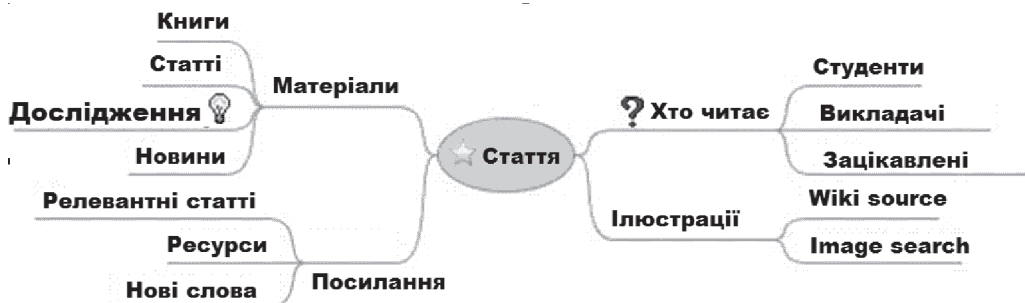 Книги
Статті
Дослідження
Новини
Матеріали
Релевантні статті
Ресурси
Нові слова
Посилання
Стаття
? Хто читає
Студенти
Викладачі
Зацікавлені
Ілюстрації
Wiki source
Image search